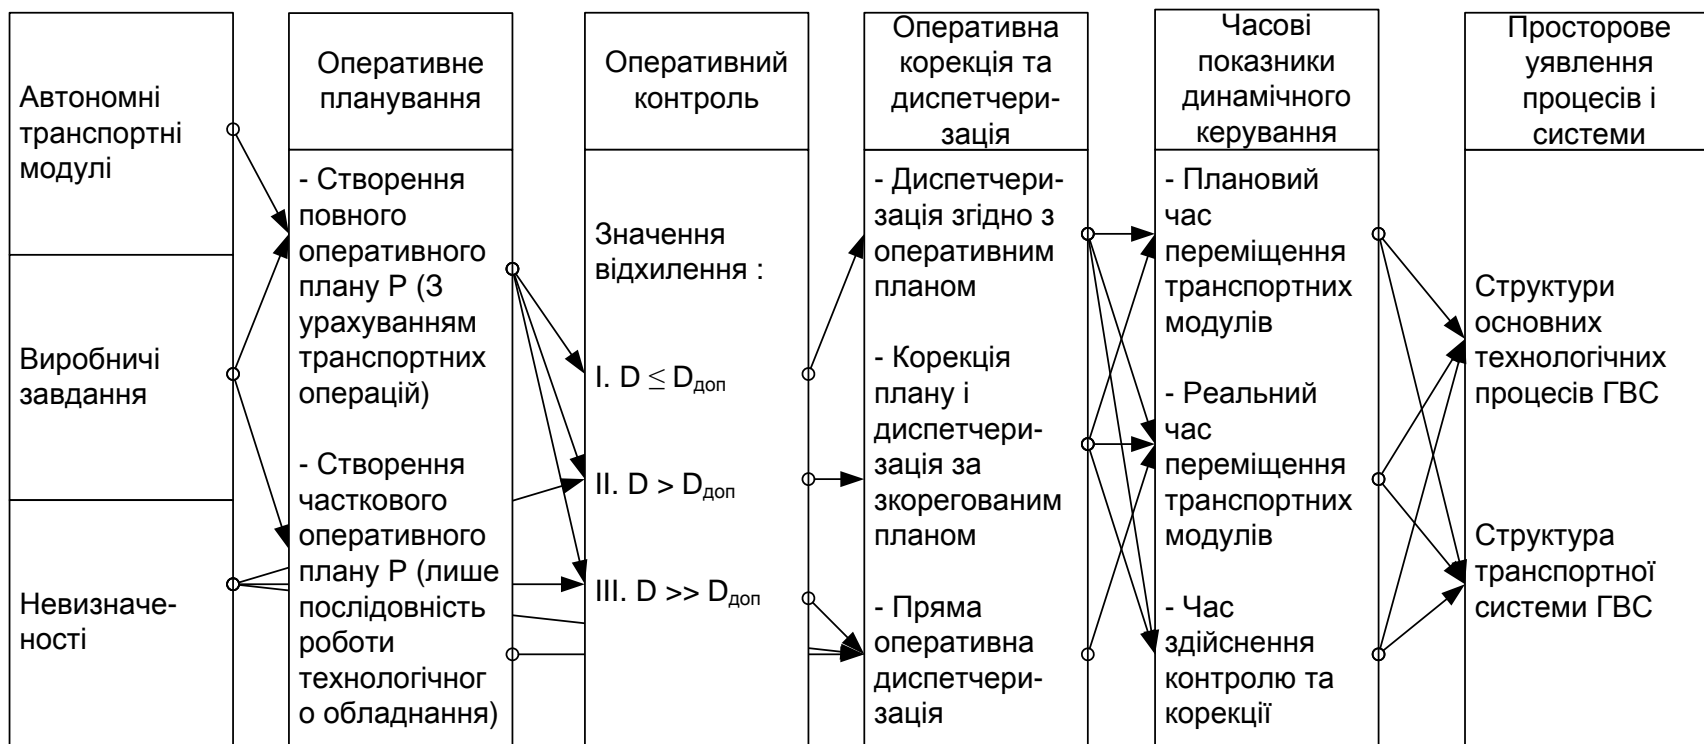 Автономні
транспортні
модулі
Виробничі
завдання
Невизначе-
ності
Оперативне
планування
- Створення
повного
оперативного
плану Р (З
урахуванням
транспортних
операцій)
- Створення
часткового
оперативного
плану Р (лише
послідовність
роботи
технологічног
о обладнання)
Оперативний
контроль
Значення
відхилення :
I. D ≤ Dдоп
II. D > Dдоп
III. D >> Dдоп
Оперативна
корекція та
диспетчери-
зація
- Диспетчери-
зація згідно з
оперативним
планом
- Корекція
плану і
диспетчери-
зація за
зкорегованим
планом
- Пряма
оперативна
диспетчери-
зація
Часові
показники
динамічного
керування
- Плановий
час
переміщення
транспортних
модулів
- Реальний
час
переміщення
транспортних
модулів
- Час
здійснення
контролю та
корекції
Просторове
уявлення
процесів і
системи
Структури
основних
технологічних
процесів ГВС
Структура
транспортної
системи ГВС